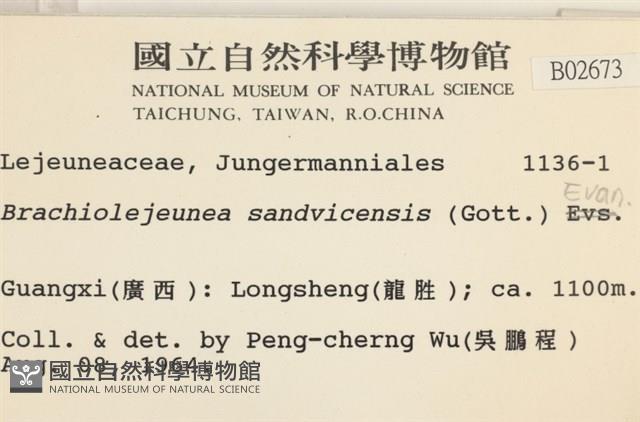 國立自然科學博物館
B02673
NATIONAL MUSEUM OF NATURAL SCIENCE
TAICHUNG, TAIWAN, R.O.CHINA
Lejeuneaceae, Jungermanniales 1136-1
Evan.
Brachiolejeunea sandvicensis (Gott.) Evs.
Guangxi(廣西): Longsheng(龍胜); ca. 1100m.
Coll. & det. by Peng-cherng Wu(吳鵬程)
Aug. 08, 1964.
國立自然科學博物館
NATIONAL MUSEUM OF NATURAL SCIENCE